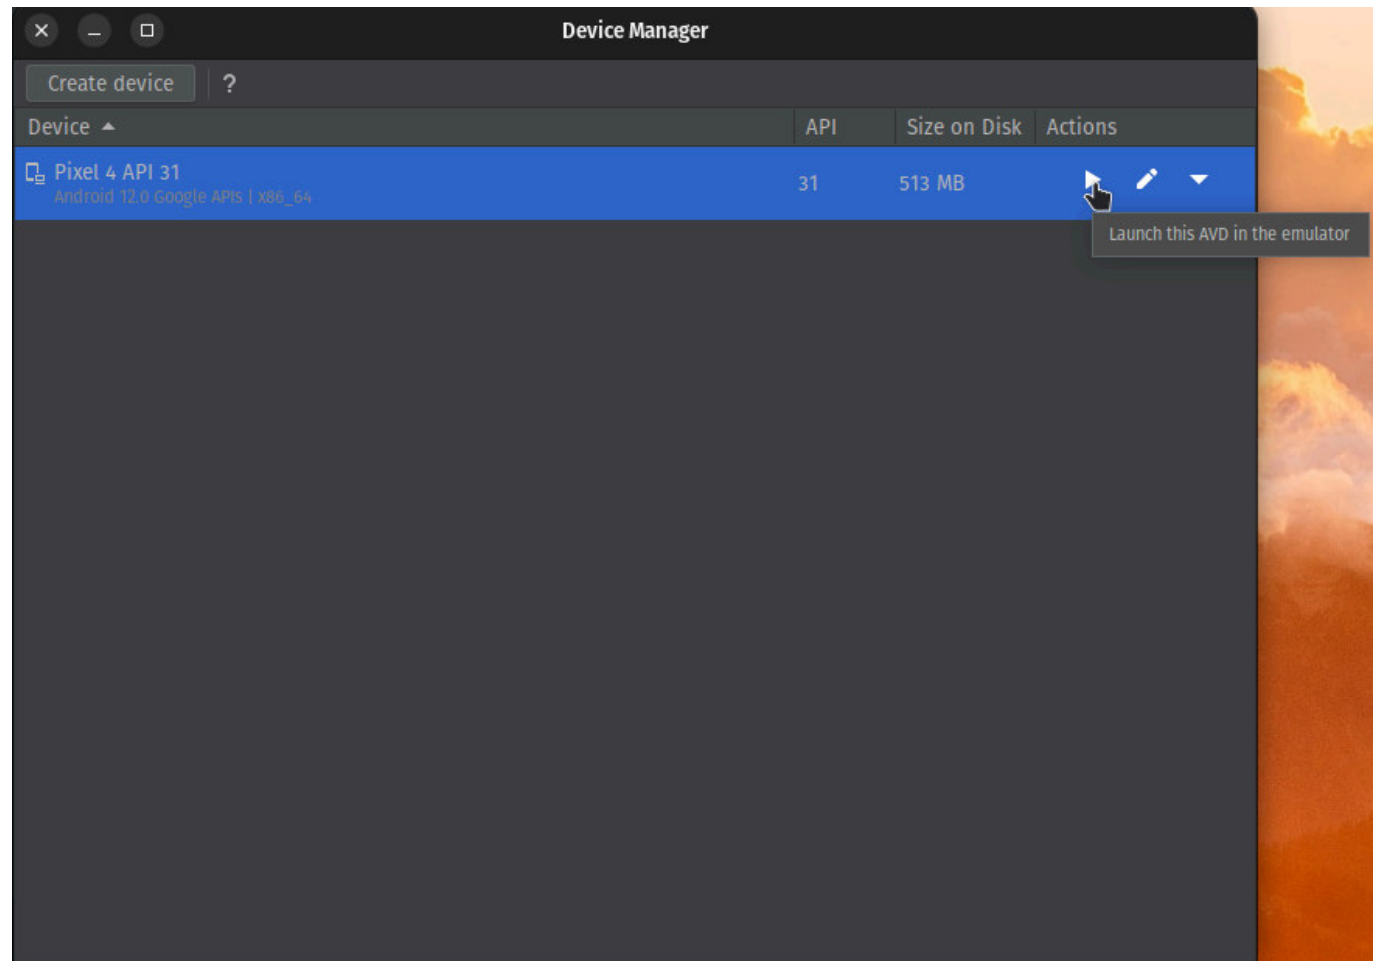 Device Manager
Create device ?
Device API Size on Disk Actions
Pixel 4 API 31
Android 12.0 Google APIs | x86_64
31 513 MB
Launch this AVD in the emulator